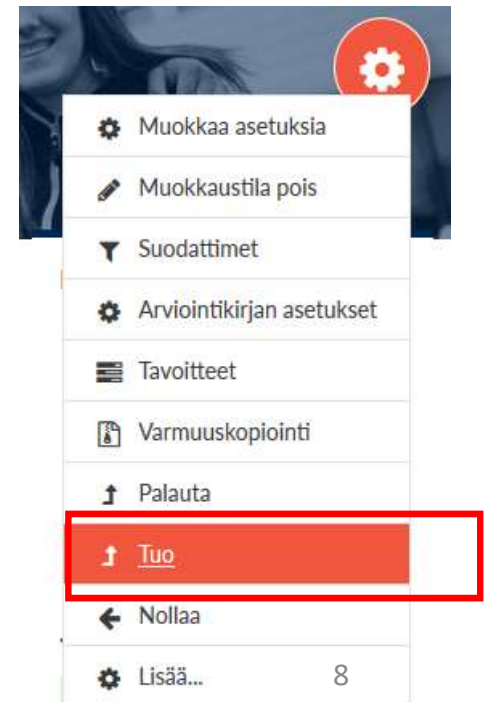 Muokkaa asetuksia
Muokkaustila pois
Suodattimet
Arviointikirjan asetukset
Tavoitteet
Varmuuskopiointi
Palauta
Tuo
Nollaa
Lisää... 8